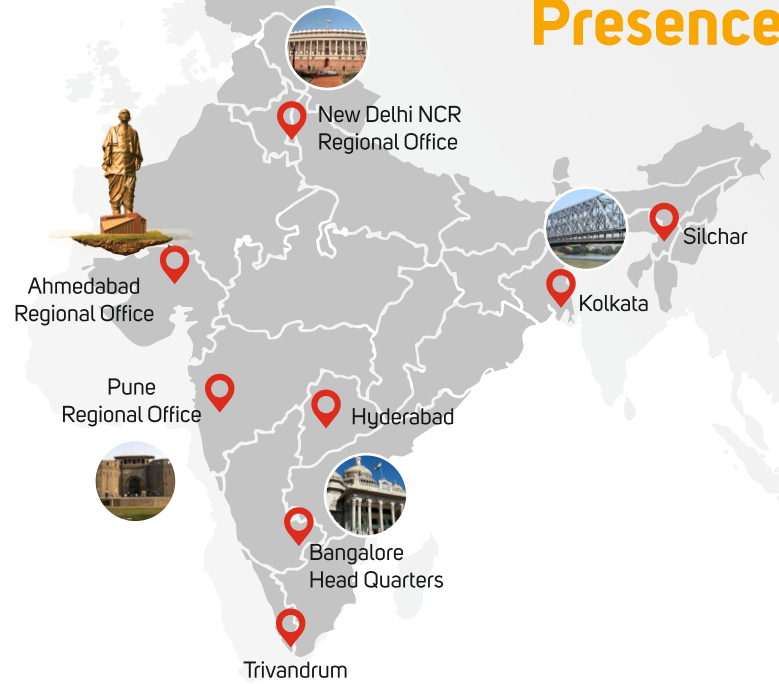 Presence
New Delhi NCR
Regional Office
Silchar
Ahmedabad
Regional Office
Kolkata
Pune
Regional Office
Hyderabad
Bangalore
Head Quarters
Trivandrum